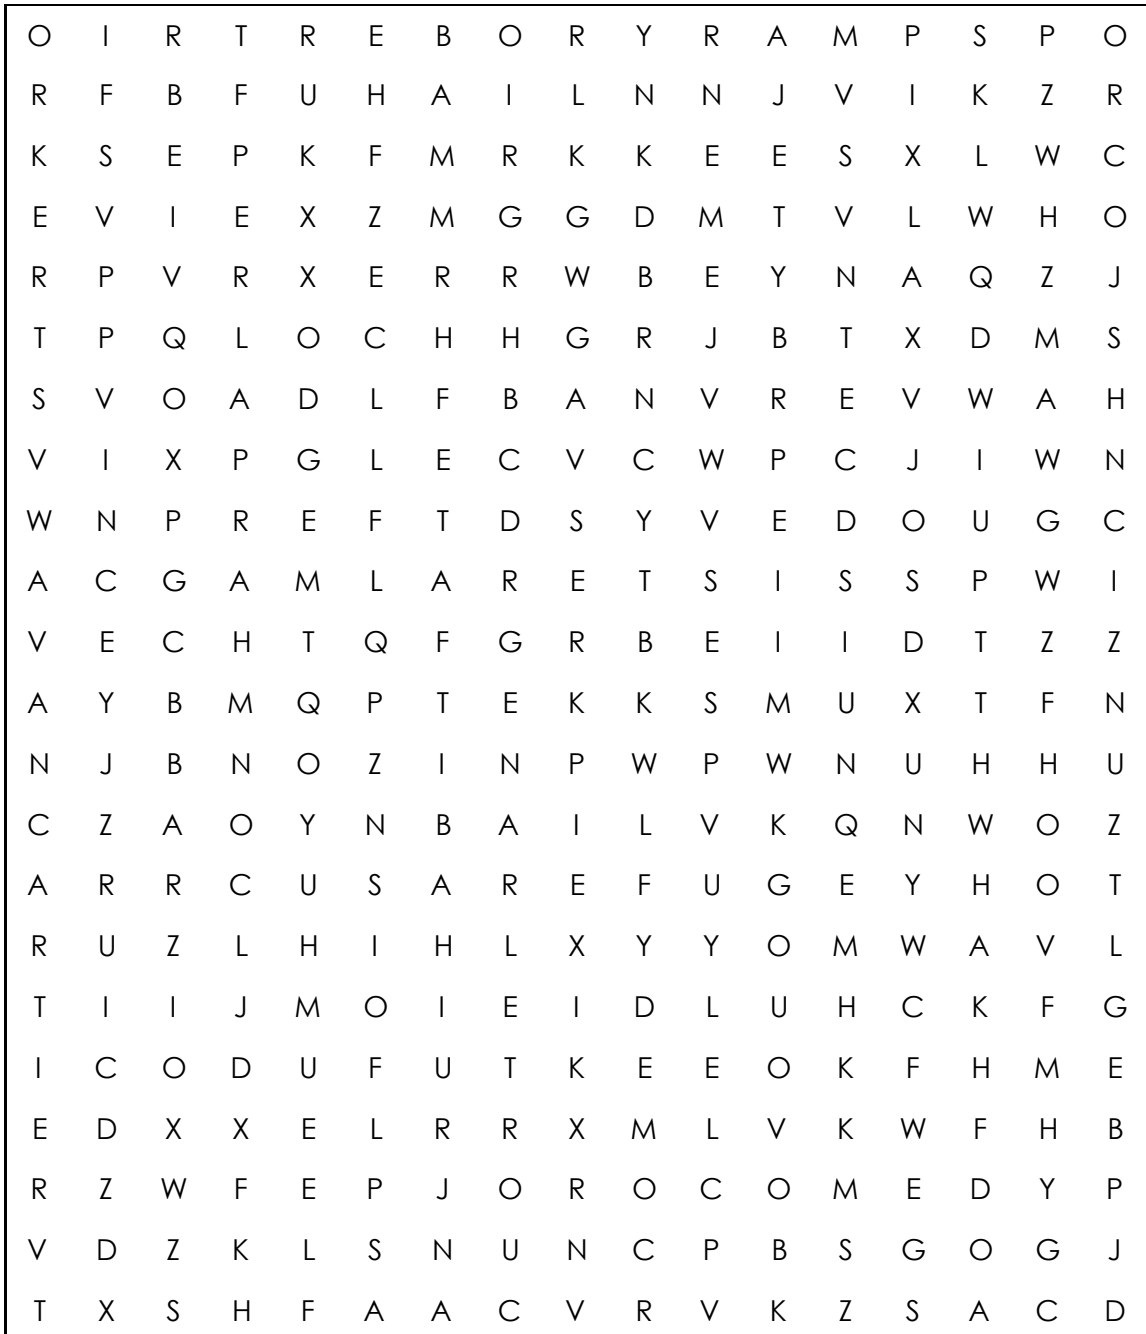 O I R T R E B O R Y R A M P S P O
R F B F U H A I L N N J V I K Z R
K S E P K F M R K K E E S X L W C
E V I E X Z M G G D M T V L W H O
R P V R X E R R W B E Y N A Q Z J
T P Q L O C H H G R J B T X D M S
S V O A D L F B A N V R E V W A H
V I X P G L E C V C W P C J I W N
W N P R E F T D S Y V E D O U G C
A C G A M L A R E T S I S S P W I
V E C H T Q F G R B E I I D T Z Z
A Y B M Q P T E K K S M U X T F N
N J B N O Z I N P W P W N U H H U
C Z A O Y N B A I L V K Q N W O Z
A R R C U S A R E F U G E Y H O T
R U Z L H I H L X Y Y O M W A V L
T I I J M O I E I D L U H C K F G
I C O D U F U T K E E O K F H M E
E D X X E L R R X M L V K W F H B
R Z W F E P J O R O C O M E D Y P
V D Z K L S N U N C P B S G O G J
T X S H F A A C V R V K Z S A C D